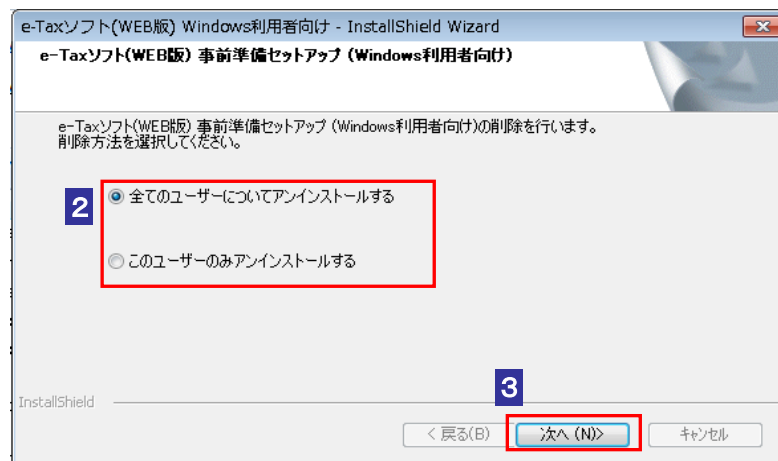 e-Taxソフト(WEB版) Windows利用者向け - InstallShield Wizard
e-Taxソフト(WEB版) 事前準備セットアップ (Windows利用者向け)
e-Taxソフト(WEB版) 事前準備セットアップ (Windows利用者向け)の削除を行います。
削除方法を選択してください。
2
全てのユーザーについてアンインストールする
このユーザーのみアンインストールする
3
InstallShield
< 戻る(B)
次へ (N)>
キャンセル